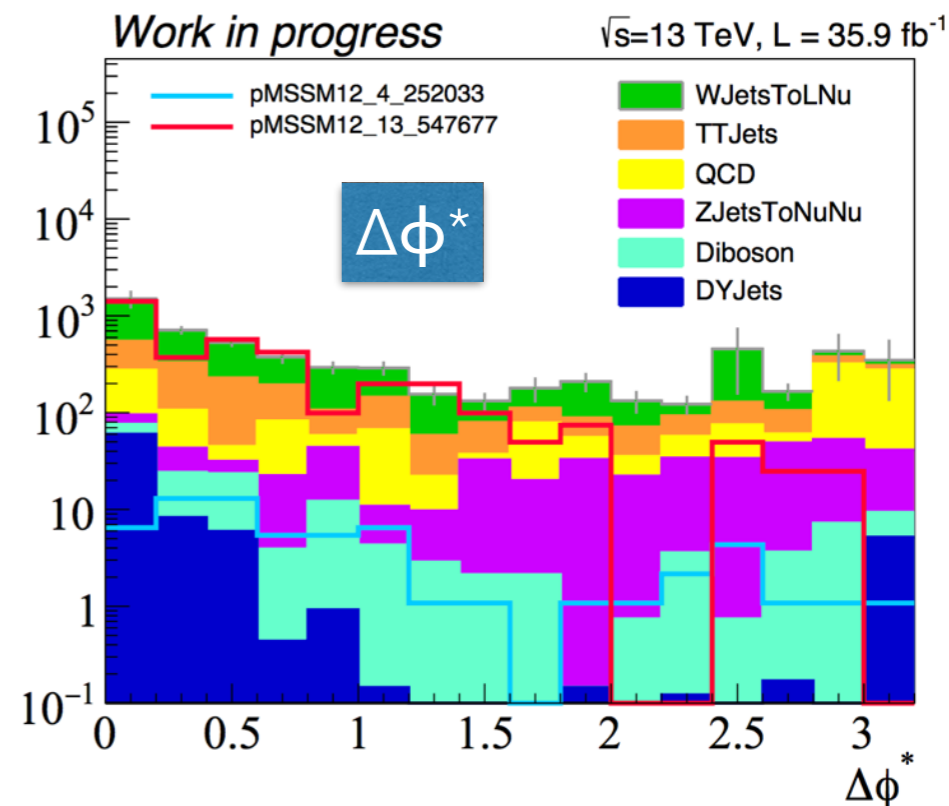 Work in progress
√s=13 TeV, L = 35.9 fb⁻¹
pMSSM12_4_252033
pMSSM12_13_547677
WJetsToLNu
TTJets
QCD
ZJetsToNuNu
Diboson
DYJets
Δϕ*
10⁵
10⁴
10³
10²
10
1
10⁻¹
0 0.5 1 1.5 2 2.5 3
Δϕ*